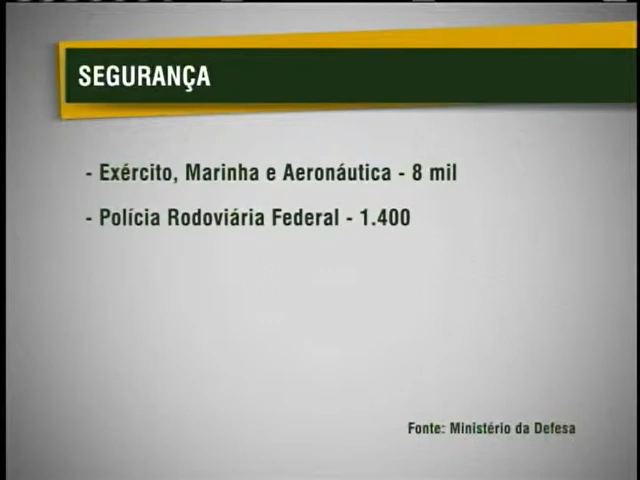 SEGURANÇA
- Exército, Marinha e Aeronáutica - 8 mil
- Polícia Rodoviária Federal - 1.400
Fonte: Ministério da Defesa